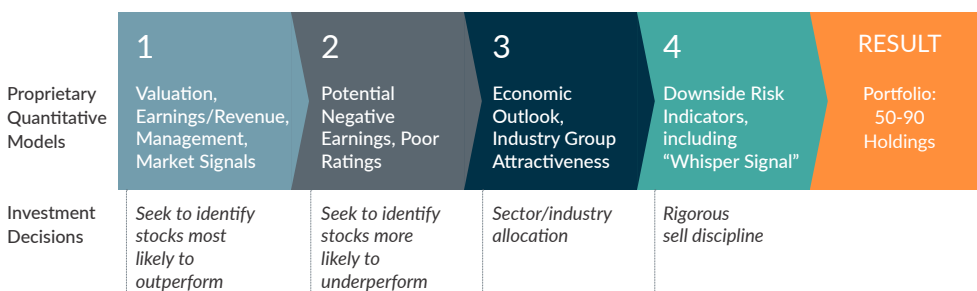 1
2
3
4
RESULT
Proprietary
Quantitative
Models
Valuation,
Earnings/Revenue,
Management,
Market Signals
Potential
Negative
Earnings, Poor
Ratings
Economic
Outlook,
Industry Group
Attractiveness
Downside Risk
Indicators,
including
“Whisper Signal”
Portfolio:
50-90
Holdings
Investment
Decisions
Seek to identify
stocks most
likely to
outperform
Seek to identify
stocks more
likely to
underperform
Sector/industry
allocation
Rigorous
sell discipline